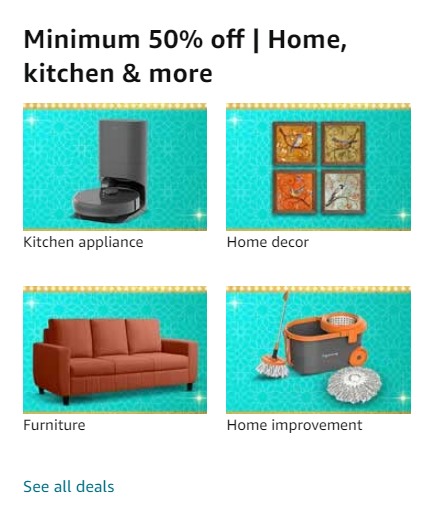 Minimum 50% off | Home,
kitchen & more
Kitchen appliance
Home decor
Furniture
Home improvement
See all deals